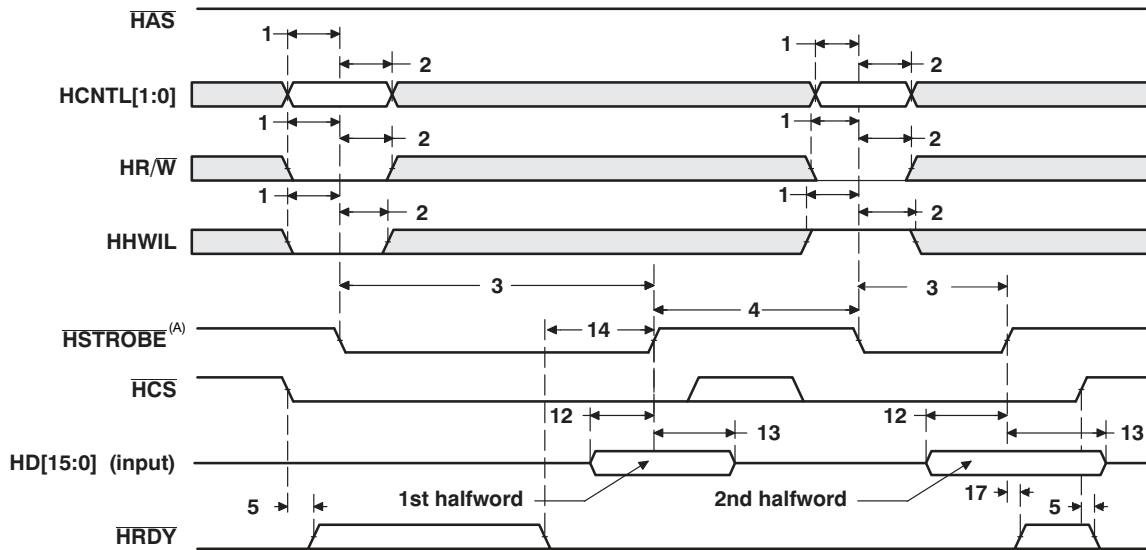 HAS
1
1
2
2
HCNTL[1:0]
1
2
1
2
HR/W
1
2
1
2
HHWIL
3
4
3
HSTROBE(A)
14
HCS
12
13
12
13
HD[15:0] (input)
1st halfword
2nd halfword
5
17
5
HRDY